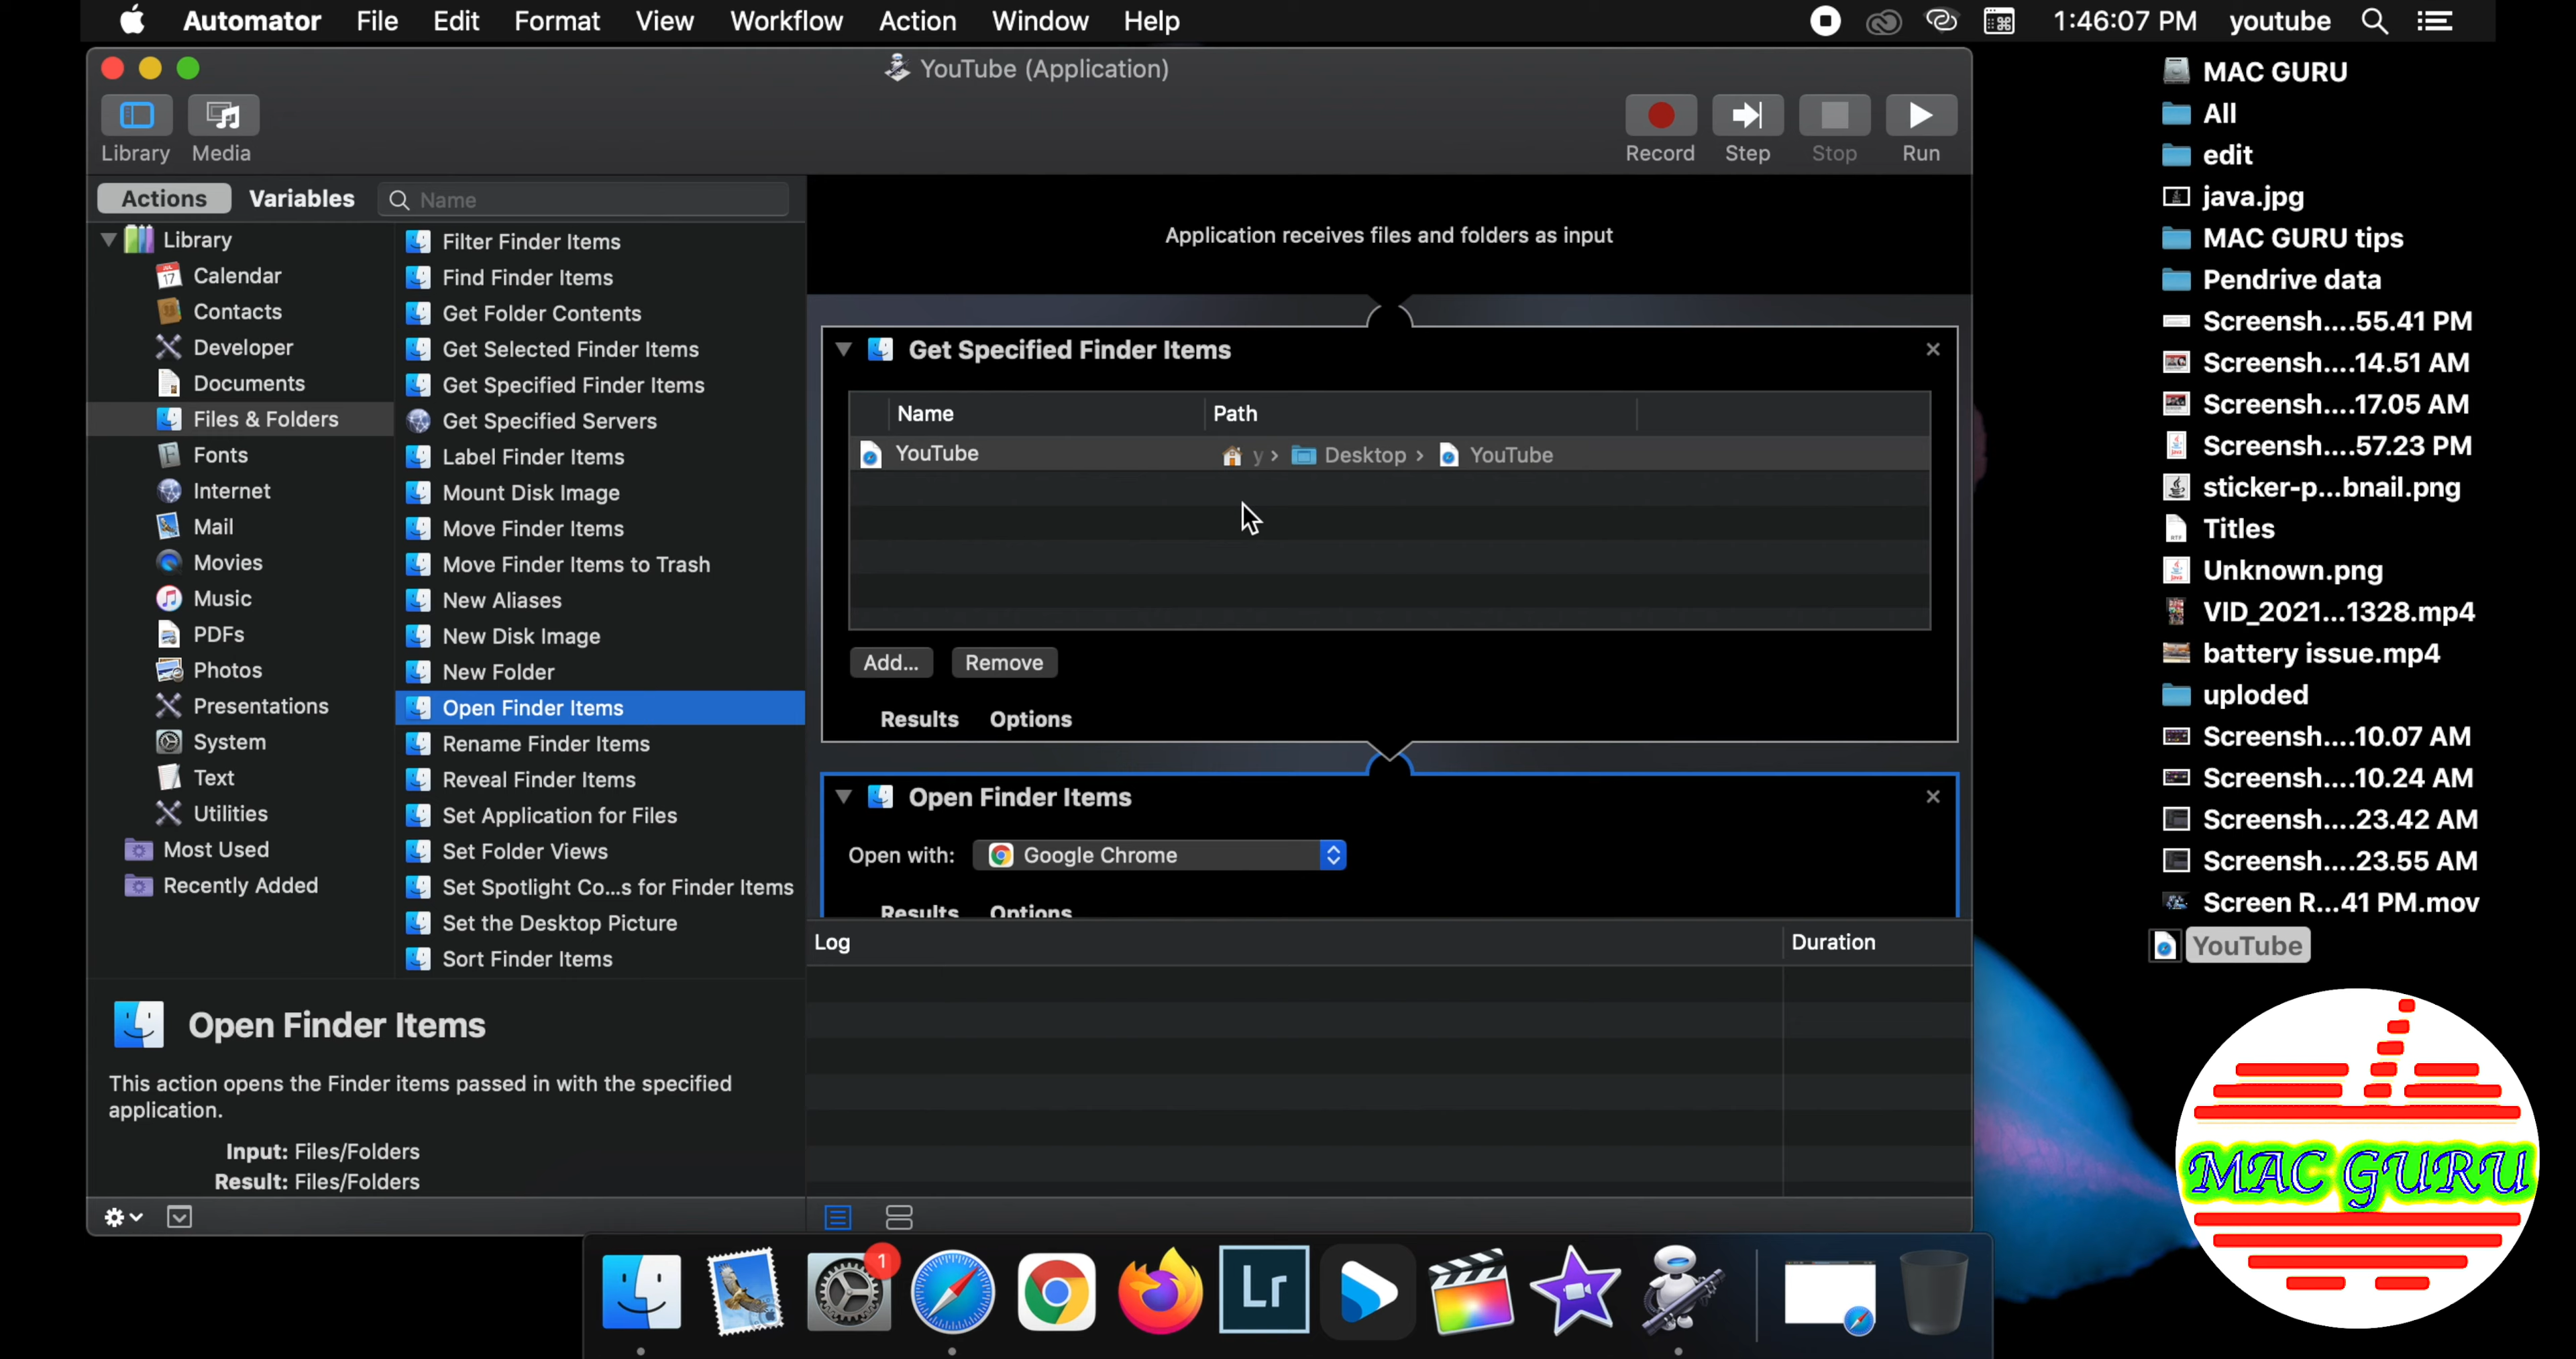 Automator File Edit Format View Workflow Action Window Help 1:46:07 PM youtube
YouTube (Application)
Library Media Record Step Stop Run
Actions Variables Name
Library
Calendar
Contacts
Developer
Documents
Files & Folders
Fonts
Internet
Mail
Movies
Music
PDFs
Photos
Presentations
System
Text
Utilities
Most Used
Recently Added
Filter Finder Items
Find Finder Items
Get Folder Contents
Get Selected Finder Items
Get Specified Finder Items
Get Specified Servers
Label Finder Items
Mount Disk Image
Move Finder Items
Move Finder Items to Trash
New Aliases
New Disk Image
New Folder
Open Finder Items
Rename Finder Items
Reveal Finder Items
Set Application for Files
Set Folder Views
Set Spotlight Co...s for Finder Items
Set the Desktop Picture
Sort Finder Items
Open Finder Items
This action opens the Finder items passed in with the specified
application.
Input: Files/Folders
Result: Files/Folders
Application receives files and folders as input
Get Specified Finder Items
Name Path
YouTube y › Desktop › YouTube
Add... Remove
Results Options
Open Finder Items
Open with: Google Chrome
Results Options
Log Duration
MAC GURU
All
edit
java.jpg
MAC GURU tips
Pendrive data
Screensh....55.41 PM
Screensh....14.51 AM
Screensh....17.05 AM
Screensh....57.23 PM
sticker-p...bnail.png
Titles
Unknown.png
VID_2021...1328.mp4
battery issue.mp4
uploded
Screensh....10.07 AM
Screensh....10.24 AM
Screensh....23.42 AM
Screensh....23.55 AM
Screen R...41 PM.mov
YouTube
MAC GURU
1
Lr